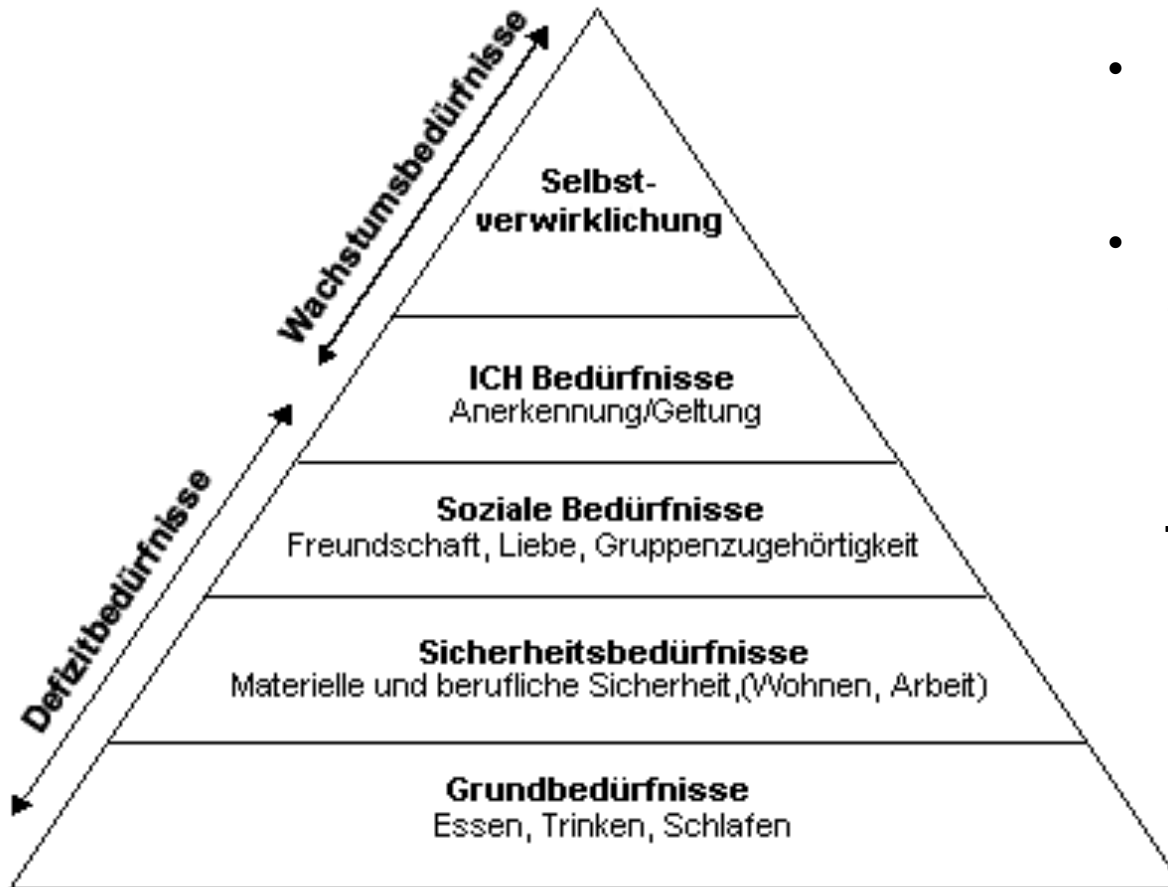 Wachstumsbedürfnisse
Defizitbedürfnisse
Selbst-
verwirklichung
ICH Bedürfnisse
Anerkennung/Geltung
Soziale Bedürfnisse
Freundschaft, Liebe, Gruppenzugehörtigkeit
Sicherheitsbedürfnisse
Materielle und berufliche Sicherheit,(Wohnen, Arbeit)
Grundbedürfnisse
Essen, Trinken, Schlafen